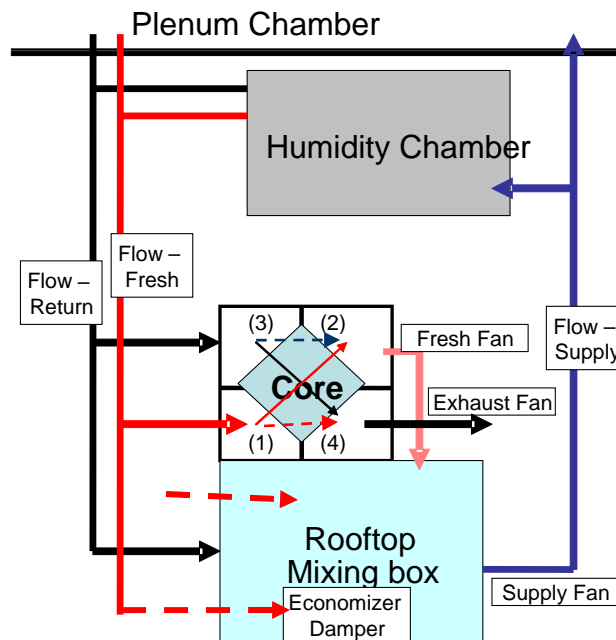 Plenum Chamber
Humidity Chamber
Flow –
Fresh
Flow –
Return
(3)
(2)
Fresh Fan
Flow–
Supply
Core
Exhaust Fan
(1)
(4)
Rooftop
Mixing box
Supply Fan
Economizer
Damper